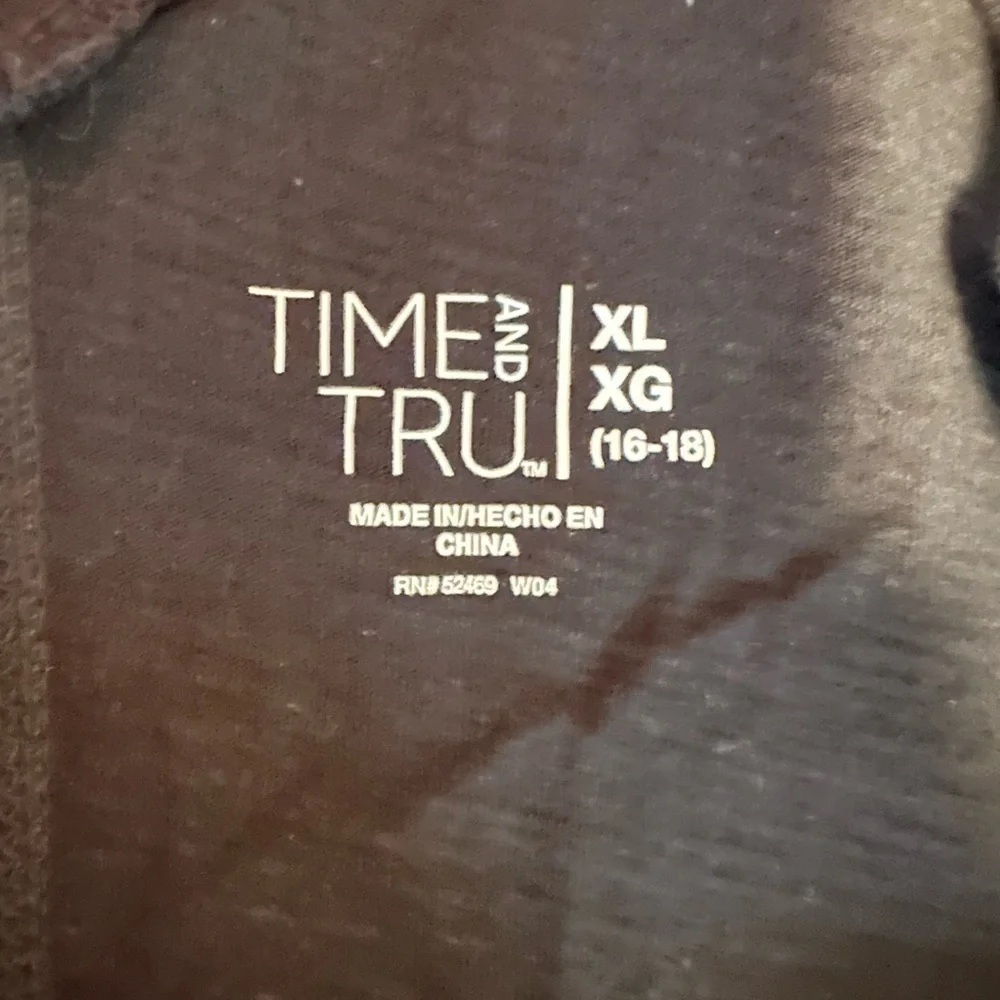 TIME AND
TRU™
XL
XG
(16-18)
MADE IN/HECHO EN
CHINA
RN# 52469 W04